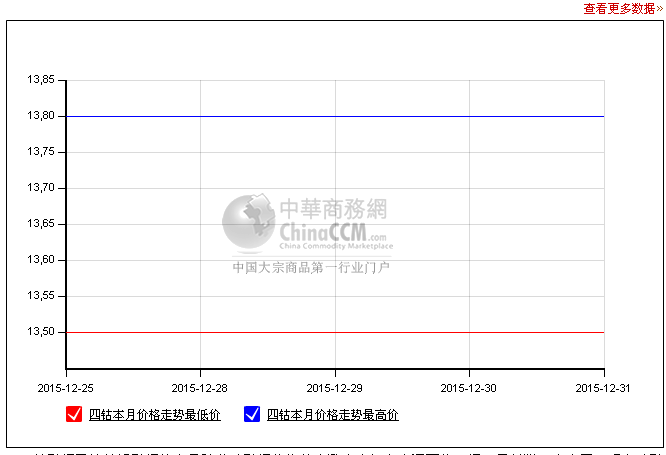 查看更多数据»
13,85
13,80
13,75
13,70
13,65
13,60
13,55
13,50
中華商務網
ChinaCCM.com
China Commodity Marketplace
中国大宗商品第一行业门户
2015-12-25 2015-12-28 2015-12-29 2015-12-30 2015-12-31
四钴本月价格走势最低价 四钴本月价格走势最高价